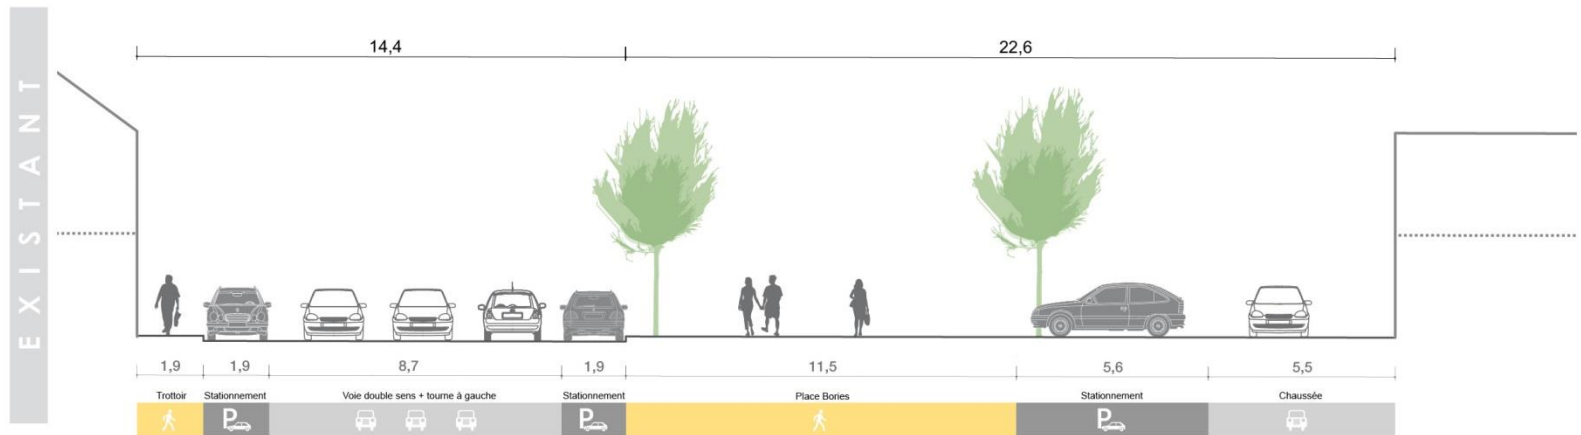 EXISTANT
14,4
22,6
1,9
1,9
8,7
1,9
11,5
5,6
5,5
Trottoir
Stationnement
Voie double sens + tourne à gauche
Stationnement
Place Bories
Stationnement
Chaussée
P
P
P